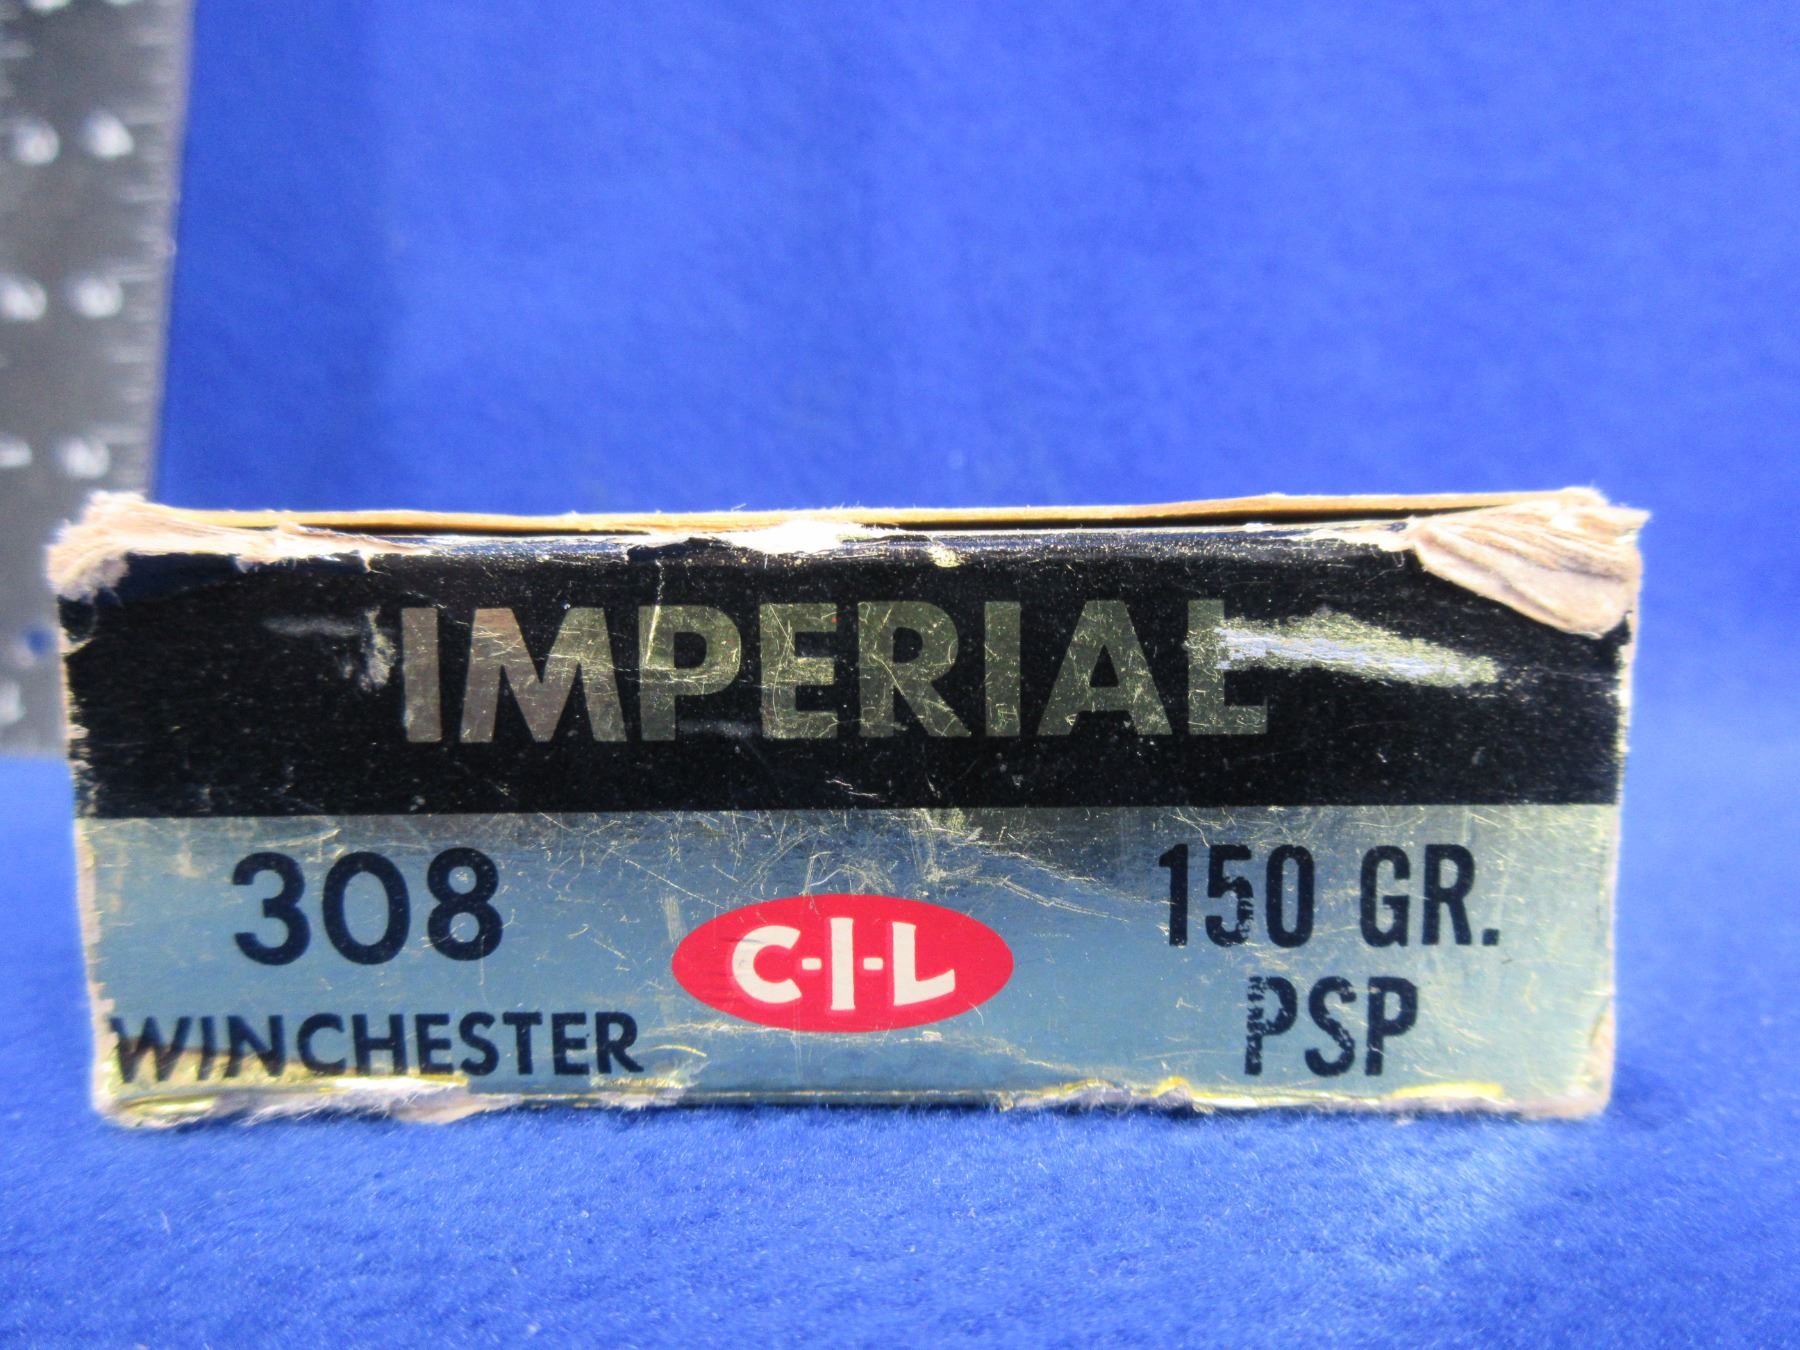 IMPERIAL
308
WINCHESTER
C-I-L
150 GR.
PSP